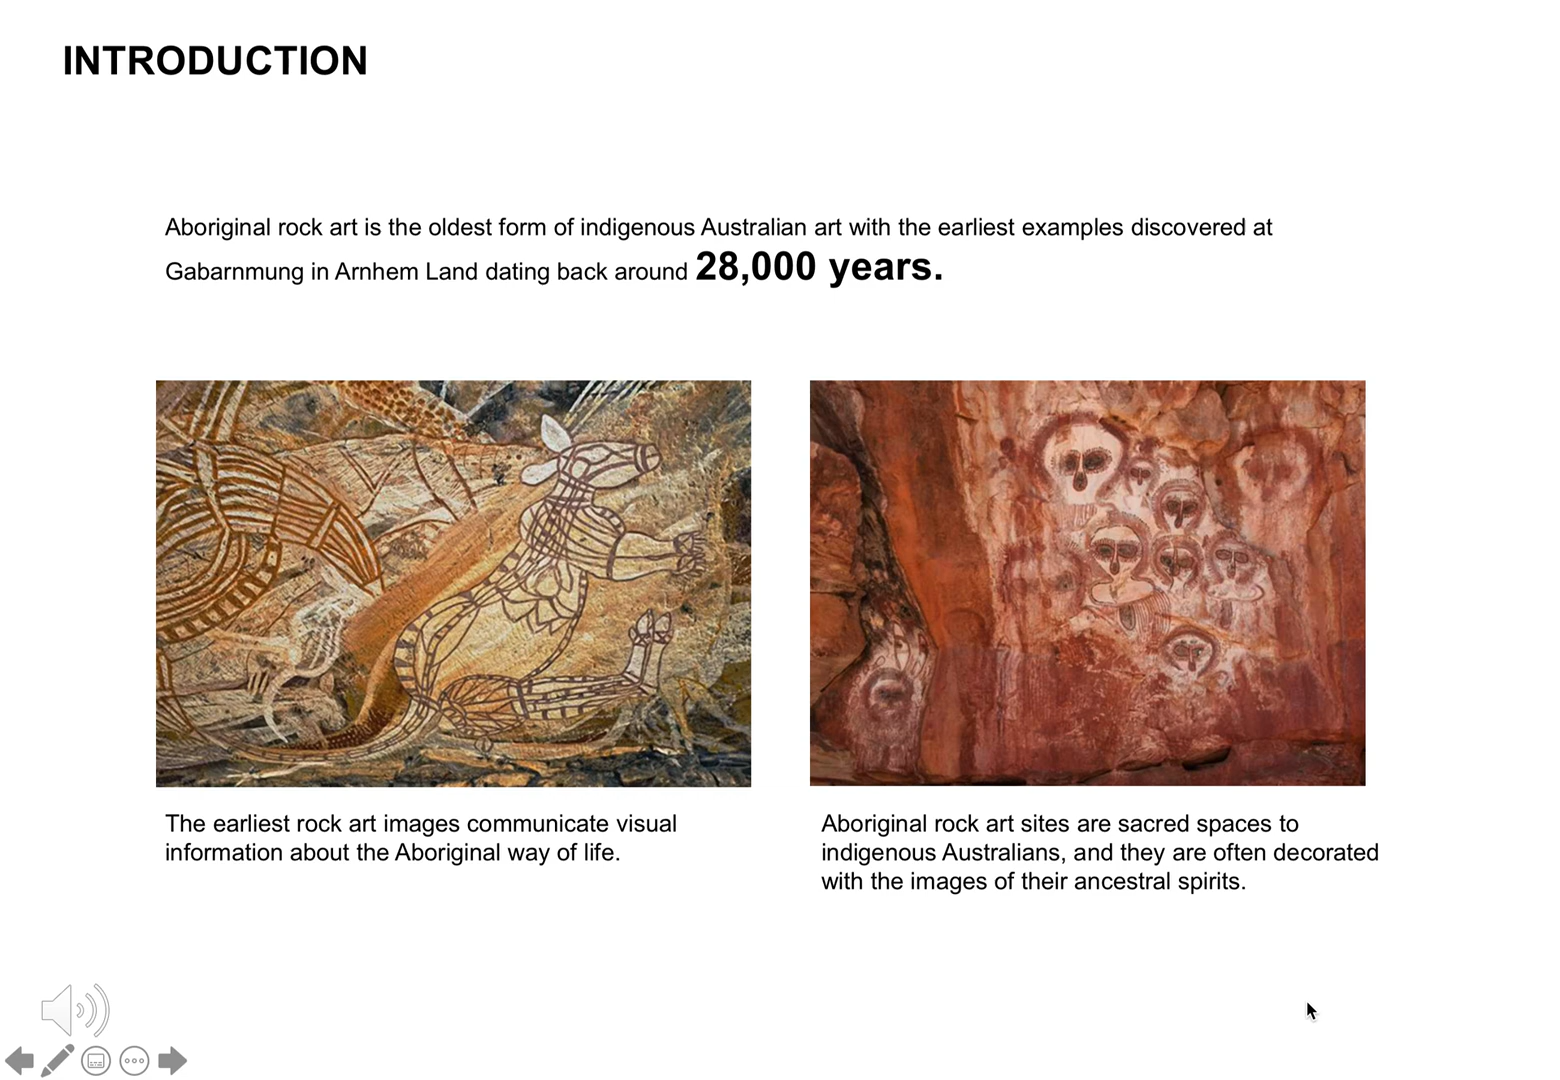 INTRODUCTION
Aboriginal rock art is the oldest form of indigenous Australian art with the earliest examples discovered at
Gabarnmung in Arnhem Land dating back around 28,000 years.
The earliest rock art images communicate visual
information about the Aboriginal way of life.
Aboriginal rock art sites are sacred spaces to
indigenous Australians, and they are often decorated
with the images of their ancestral spirits.